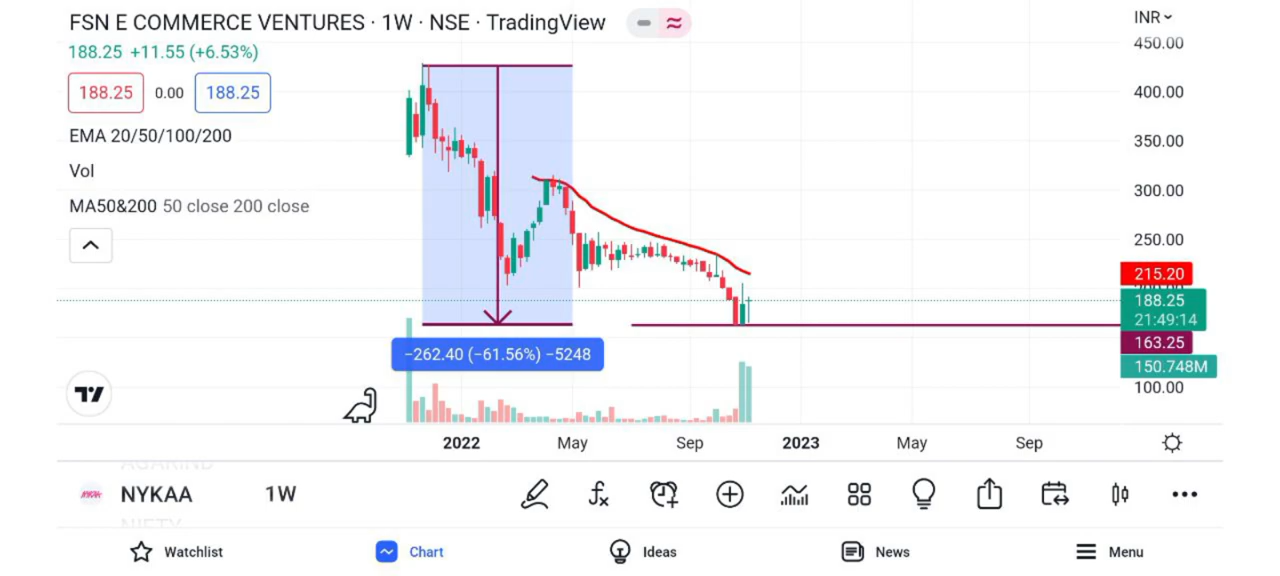 FSN E COMMERCE VENTURES · 1W · NSE · TradingView
INR
188.25 +11.55 (+6.53%)
188.25 0.00 188.25
EMA 20/50/100/200
Vol
MA50&200 50 close 200 close
450.00
400.00
350.00
300.00
250.00
215.20
188.25
21:49:14
163.25
150.748M
100.00
−262.40 (−61.56%) −5248
2022 May Sep 2023 May Sep
AGARIND
NYKAA 1W
NIFTY
Watchlist Chart Ideas News Menu